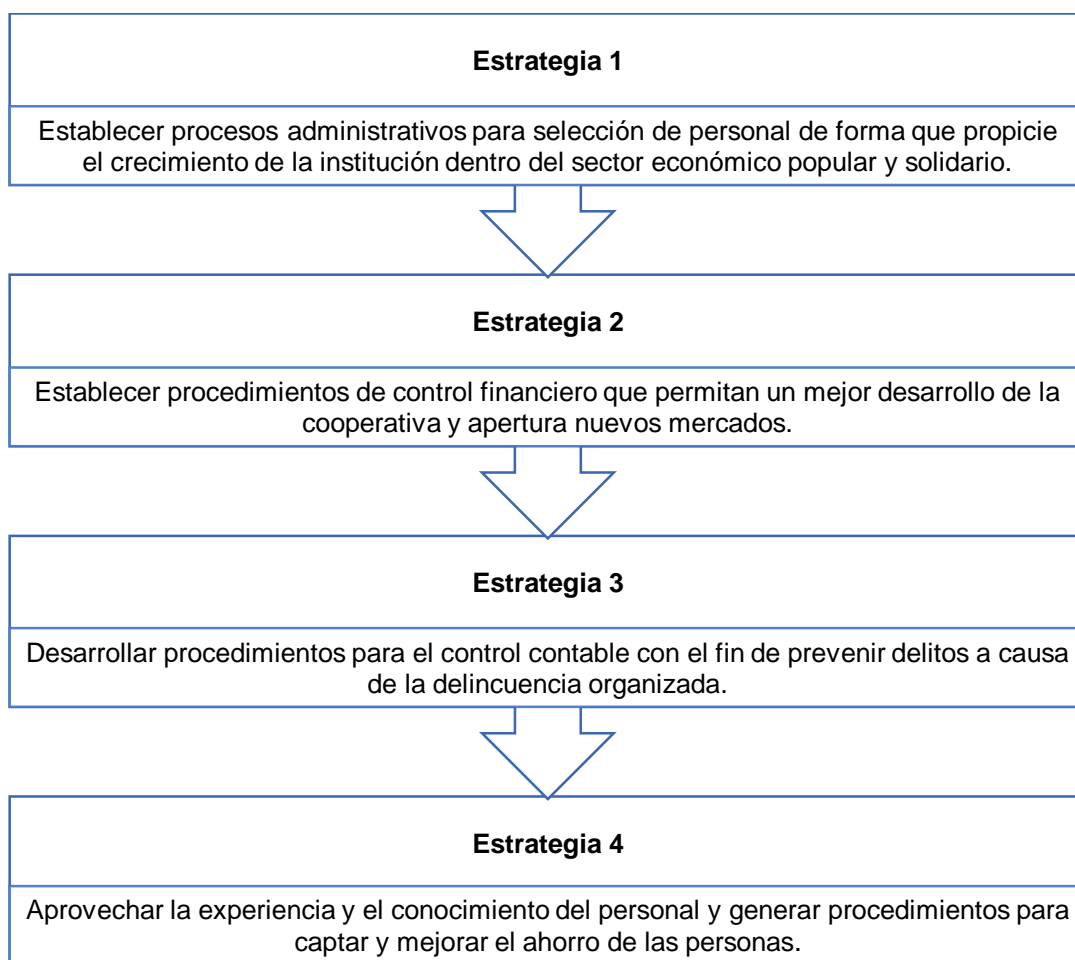 Estrategia 1
Establecer procesos administrativos para selección de personal de forma que propicie
el crecimiento de la institución dentro del sector económico popular y solidario.
Estrategia 2
Establecer procedimientos de control financiero que permitan un mejor desarrollo de la
cooperativa y apertura nuevos mercados.
Estrategia 3
Desarrollar procedimientos para el control contable con el fin de prevenir delitos a causa
de la delincuencia organizada.
Estrategia 4
Aprovechar la experiencia y el conocimiento del personal y generar procedimientos para
captar y mejorar el ahorro de las personas.